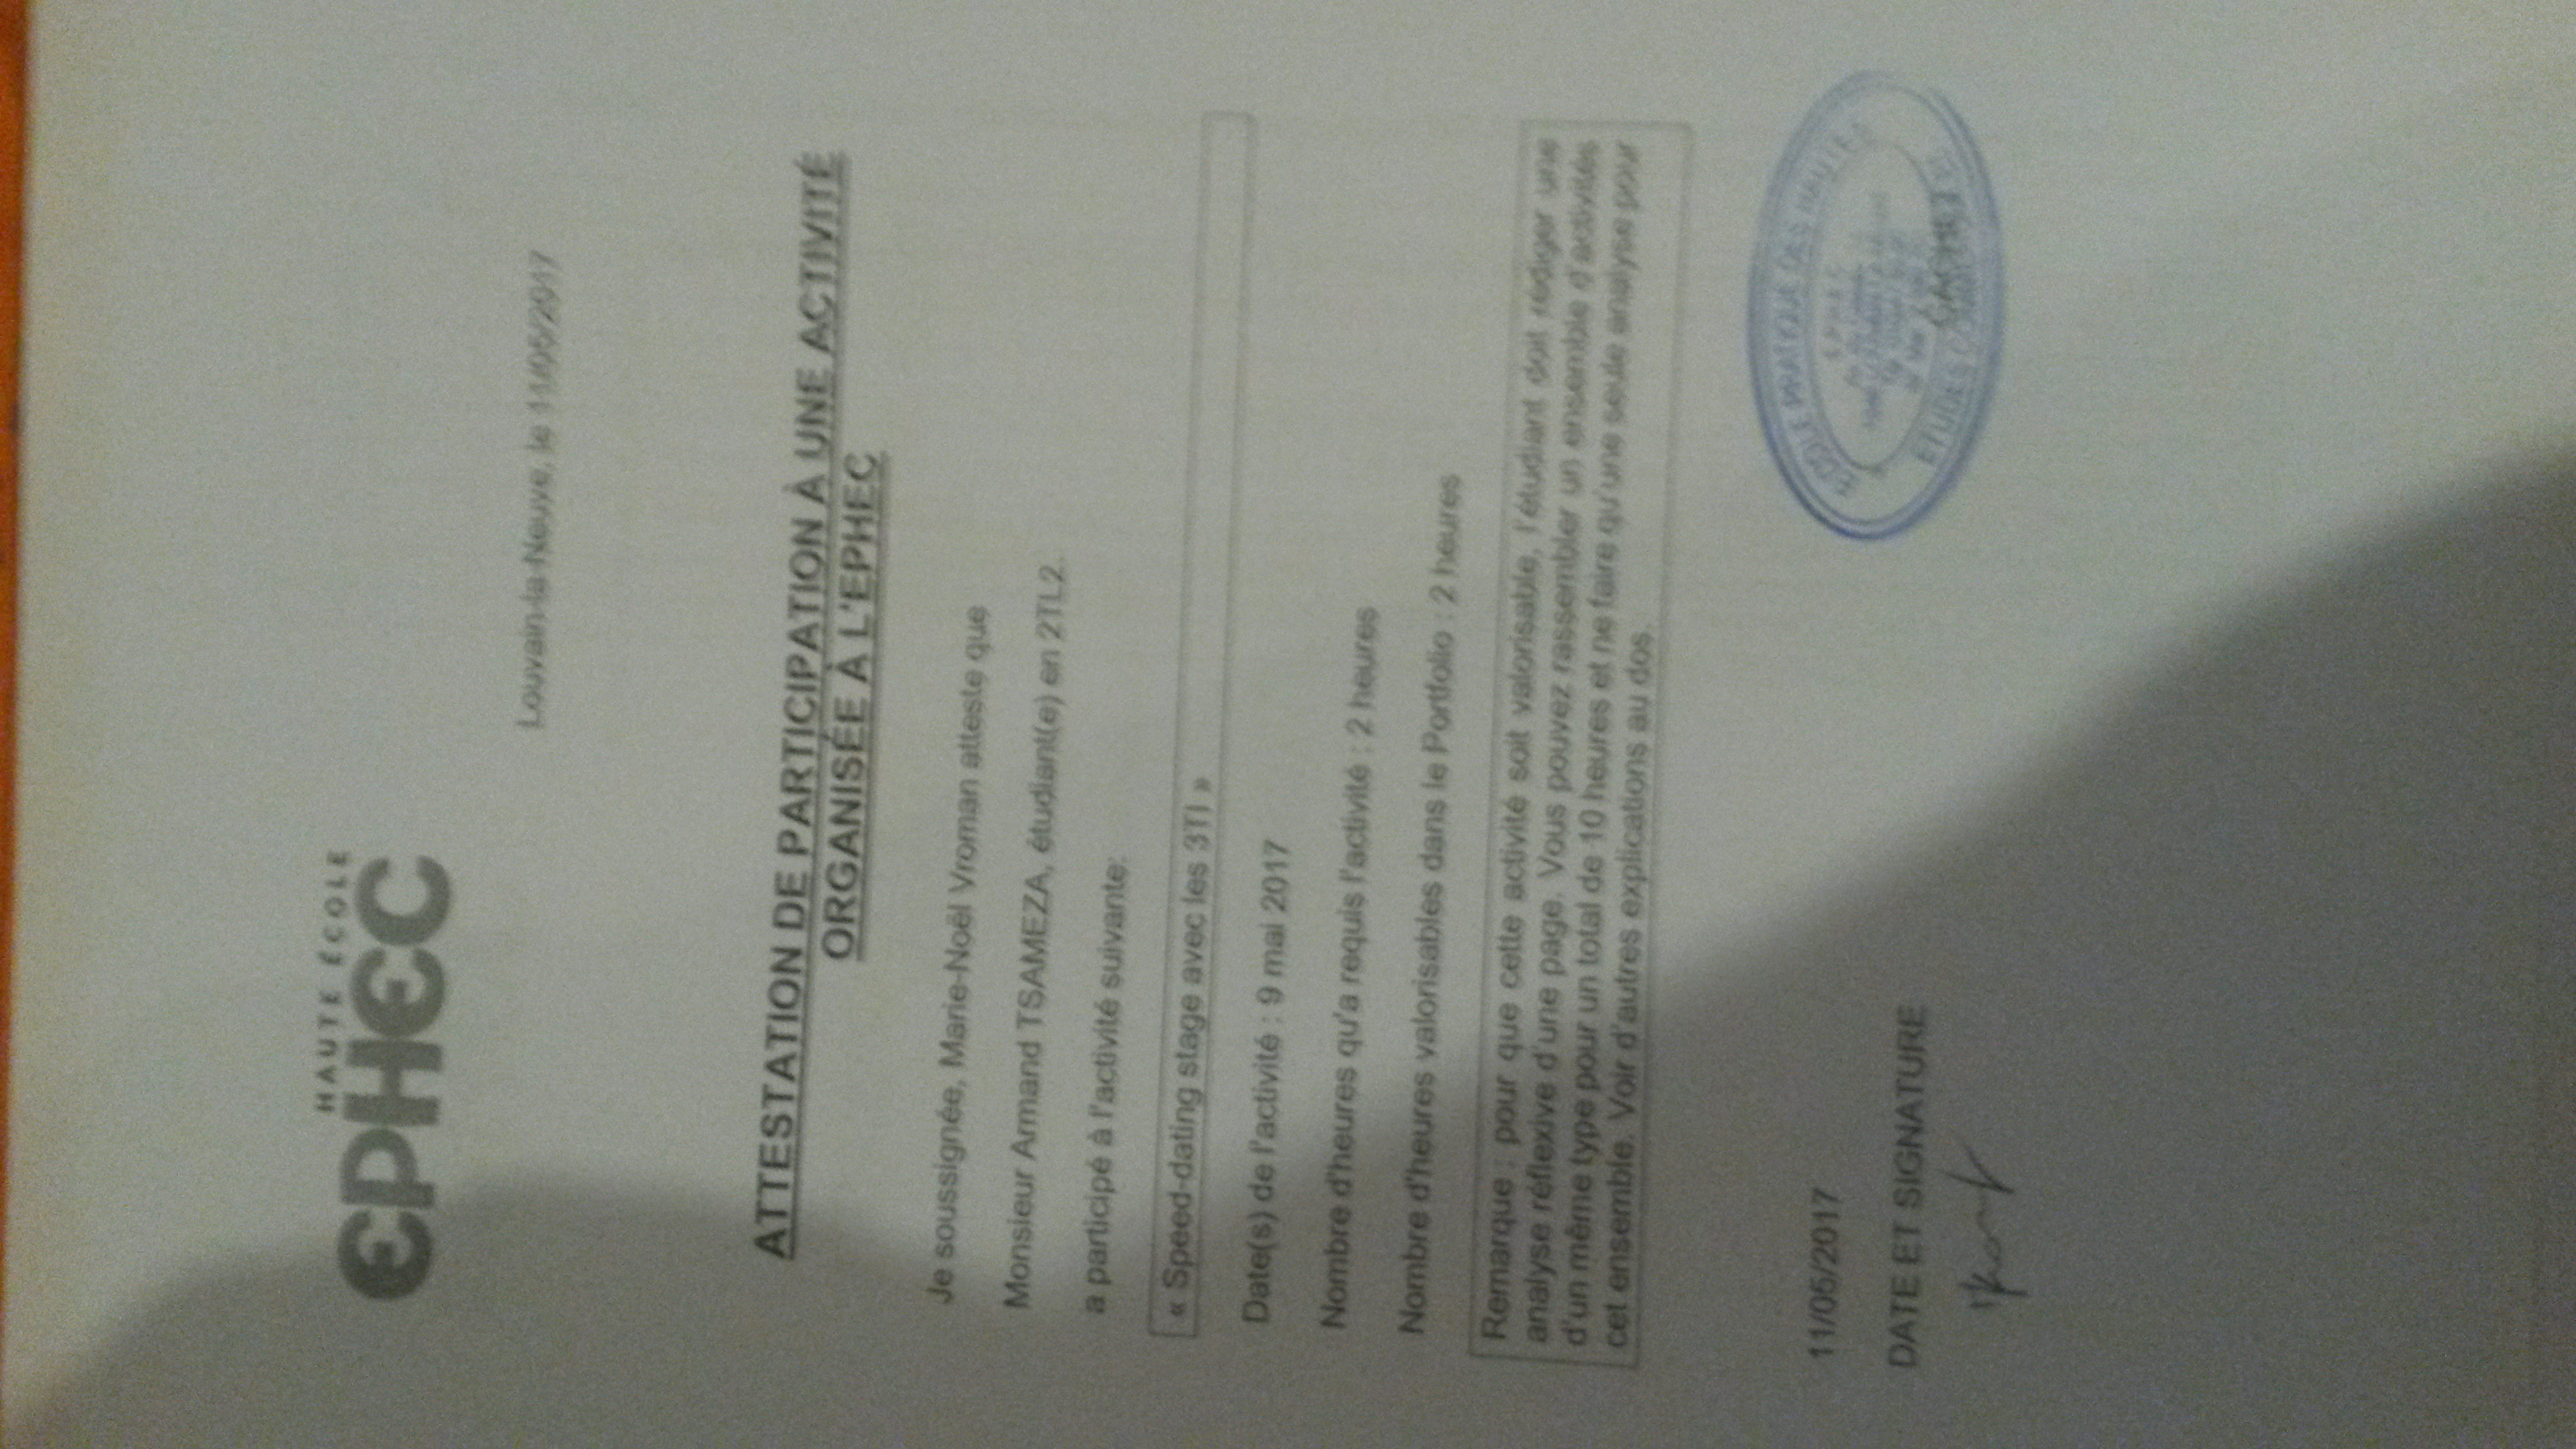 HAUTE ÉCOLE
EPHEC
Louvain-la-Neuve, le 11/05/2017
ATTESTATION DE PARTICIPATION À UNE ACTIVITÉ
ORGANISÉE À L'EPHEC
Je soussignée, Marie-Noël Vroman atteste que
Monsieur Armand TSAMEZA, étudiant(e) en 2TL2.
a participé à l'activité suivante:
« Speed-dating stage avec les 3TI »
Date(s) de l'activité : 9 mai 2017
Nombre d'heures qu'a requis l'activité : 2 heures
Nombre d'heures valorisables dans le Portfolio : 2 heures
Remarque : pour que cette activité soit valorisable, l'étudiant doit rédiger une
analyse réflexive d'une page. Vous pouvez rassembler un ensemble d'activités
d'un même type pour un total de 10 heures et ne faire qu'une seule analyse pour
cet ensemble. Voir d'autres explications au dos.
11/05/2017
DATE ET SIGNATURE
ECOLE PRATIQUE DES HAUTES
EPHEC
ETUDES
CACHET